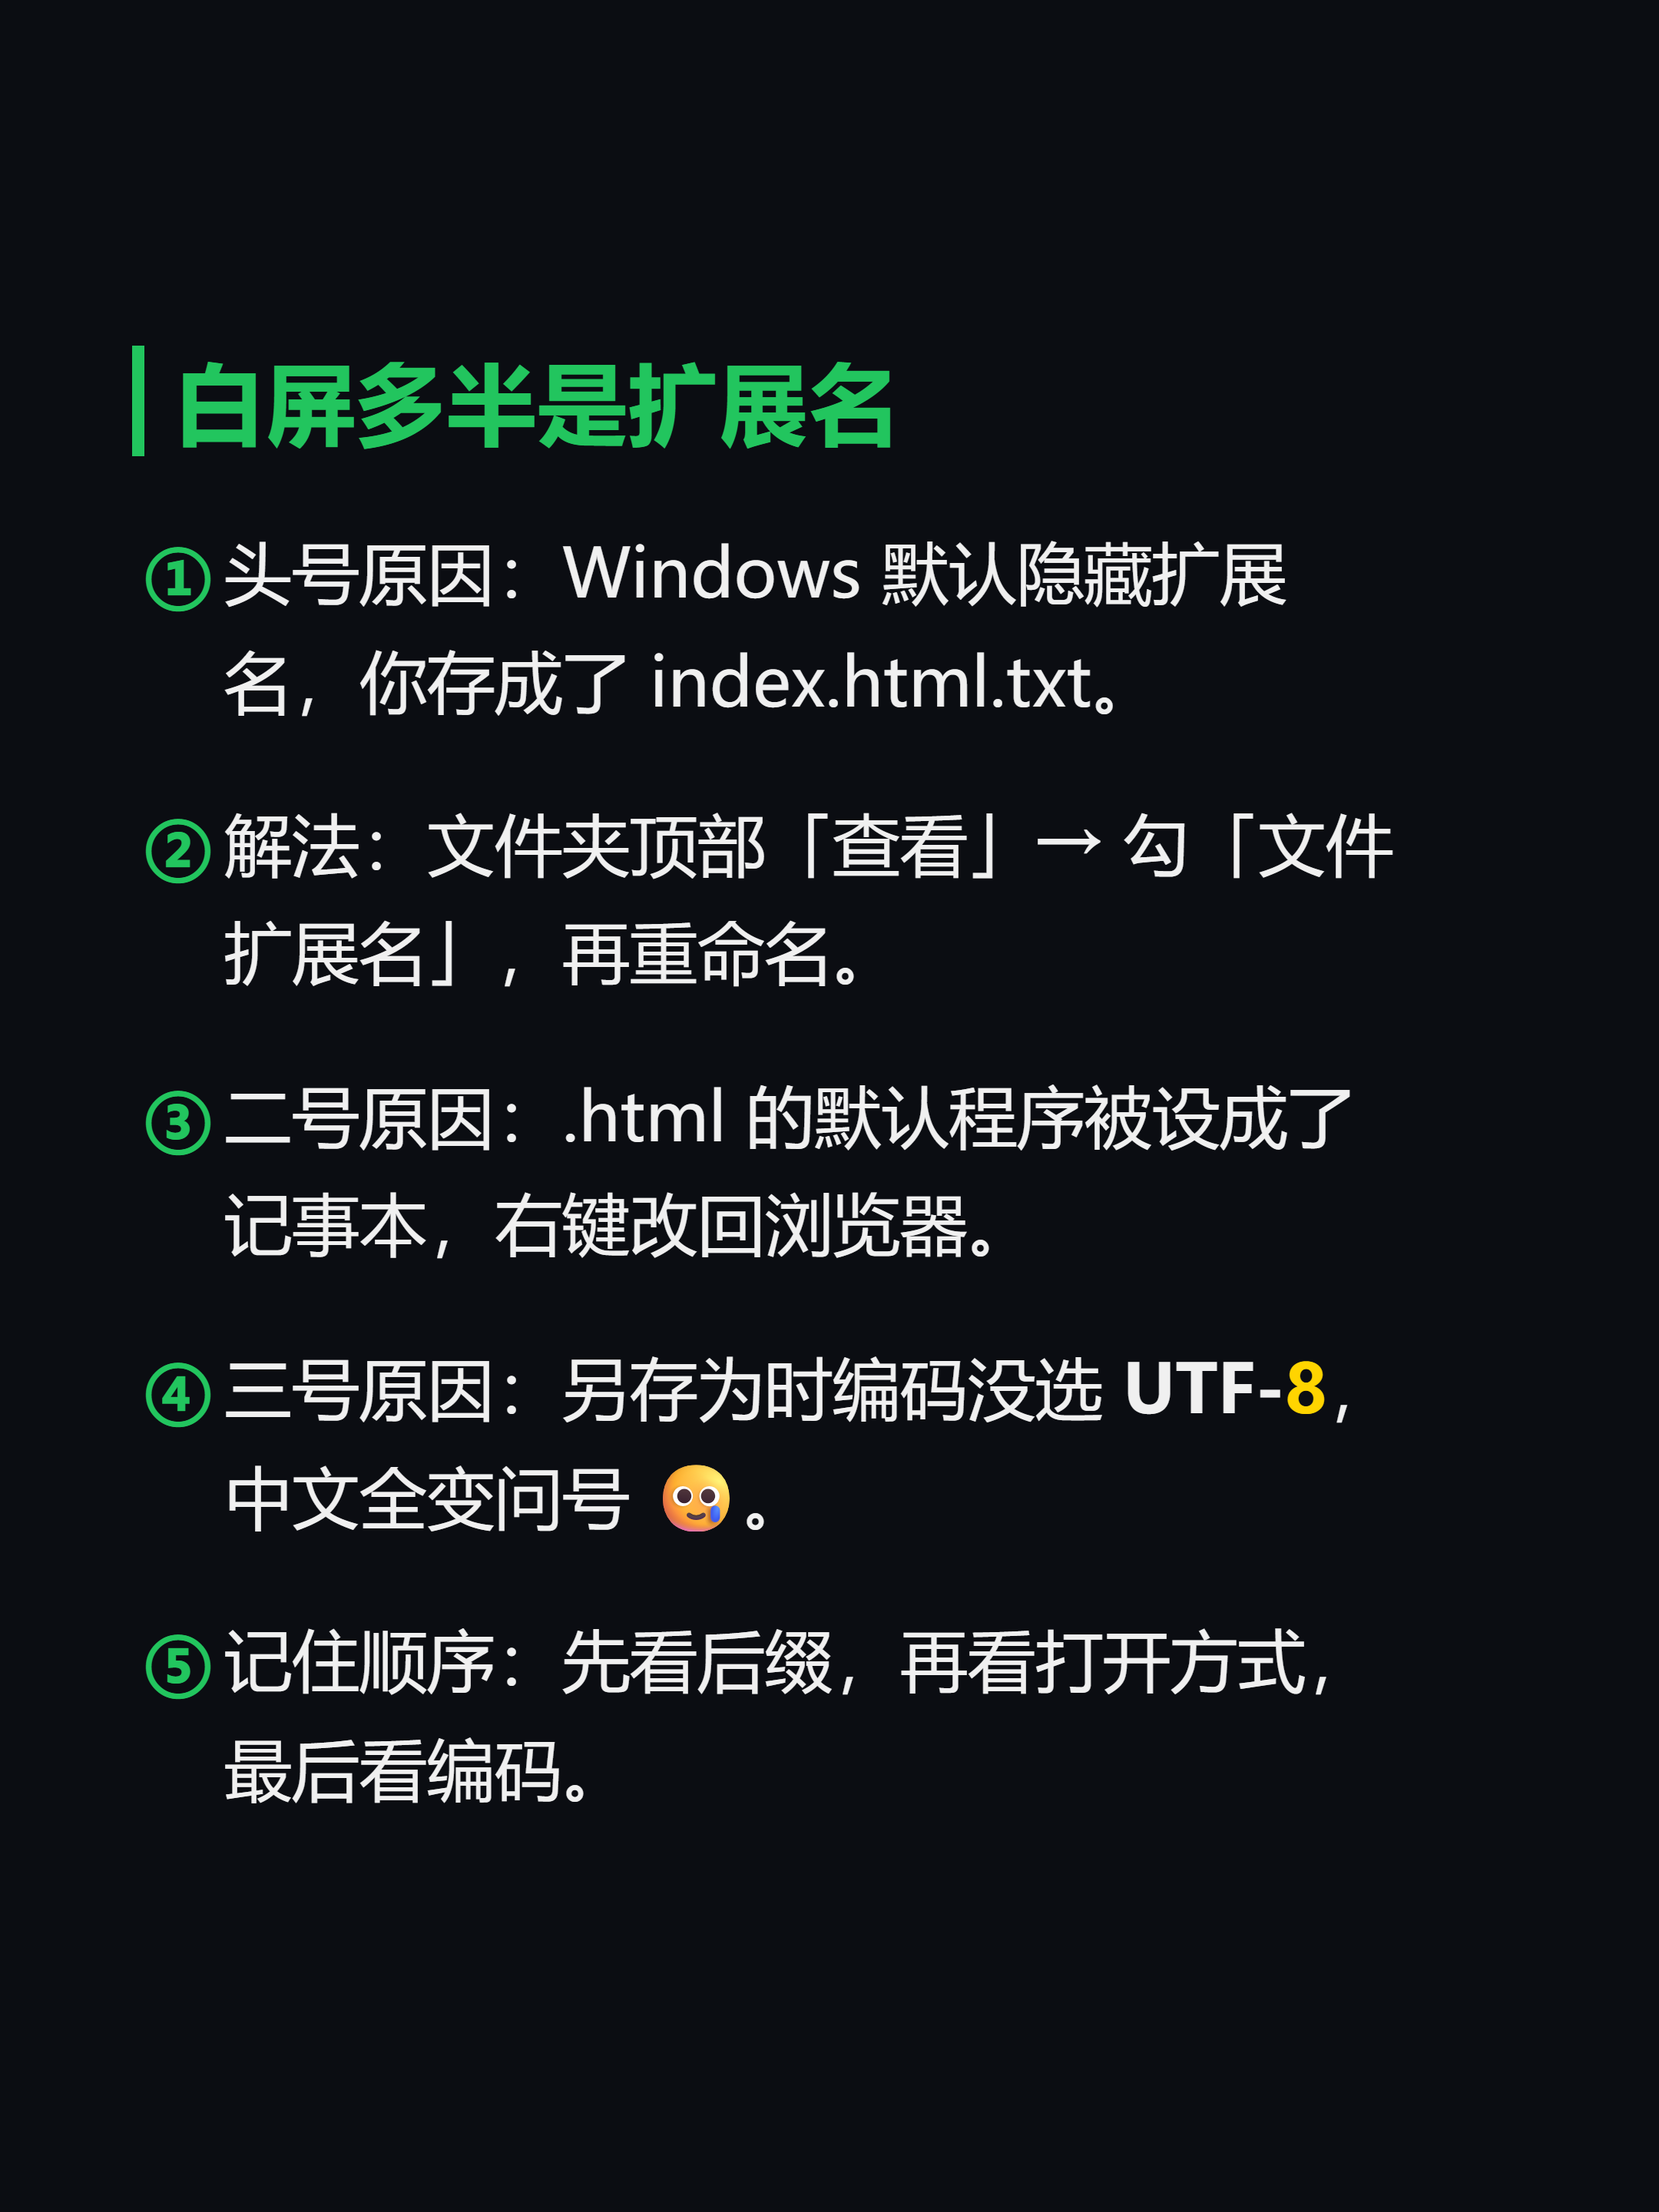 白屏多半是扩展名
① 头号原因：Windows 默认隐藏扩展
名，你存成了 index.html.txt。
② 解法：文件夹顶部「查看」→ 勾「文件
扩展名」，再重命名。
③ 二号原因：.html 的默认程序被设成了
记事本，右键改回浏览器。
④ 三号原因：另存为时编码没选 UTF-8，
中文全变问号 🥲。
⑤ 记住顺序：先看后缀，再看打开方式，
最后看编码。